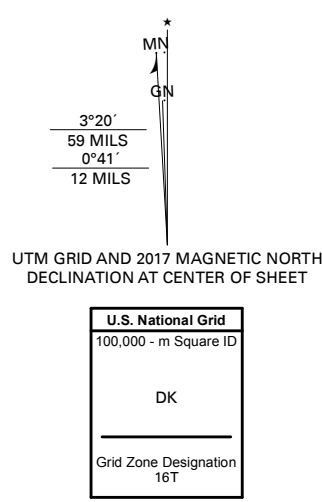 MN
GN
3°20´
59 MILS
0°41´
12 MILS
UTM GRID AND 2017 MAGNETIC NORTH
DECLINATION AT CENTER OF SHEET
U.S. National Grid
100,000 - m Square ID
DK
Grid Zone Designation
16T